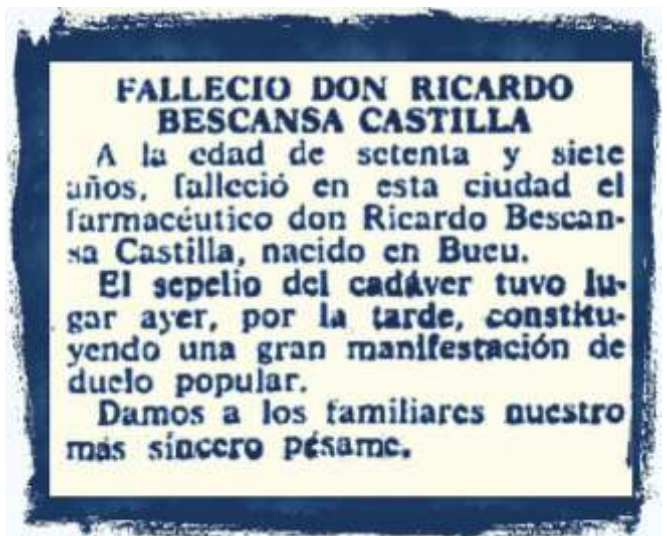 FALLECIO DON RICARDO
BESCANSA CASTILLA
A la edad de setenta y siete
años, falleció en esta ciudad el
farmacéutico don Ricardo Bescan-
sa Castilla, nacido en Bueu.
El sepelio del cadáver tuvo lu-
gar ayer, por la tarde, constitu-
yendo una gran manifestación de
duelo popular.
Damos a los familiares nuestro
más sincero pésame.